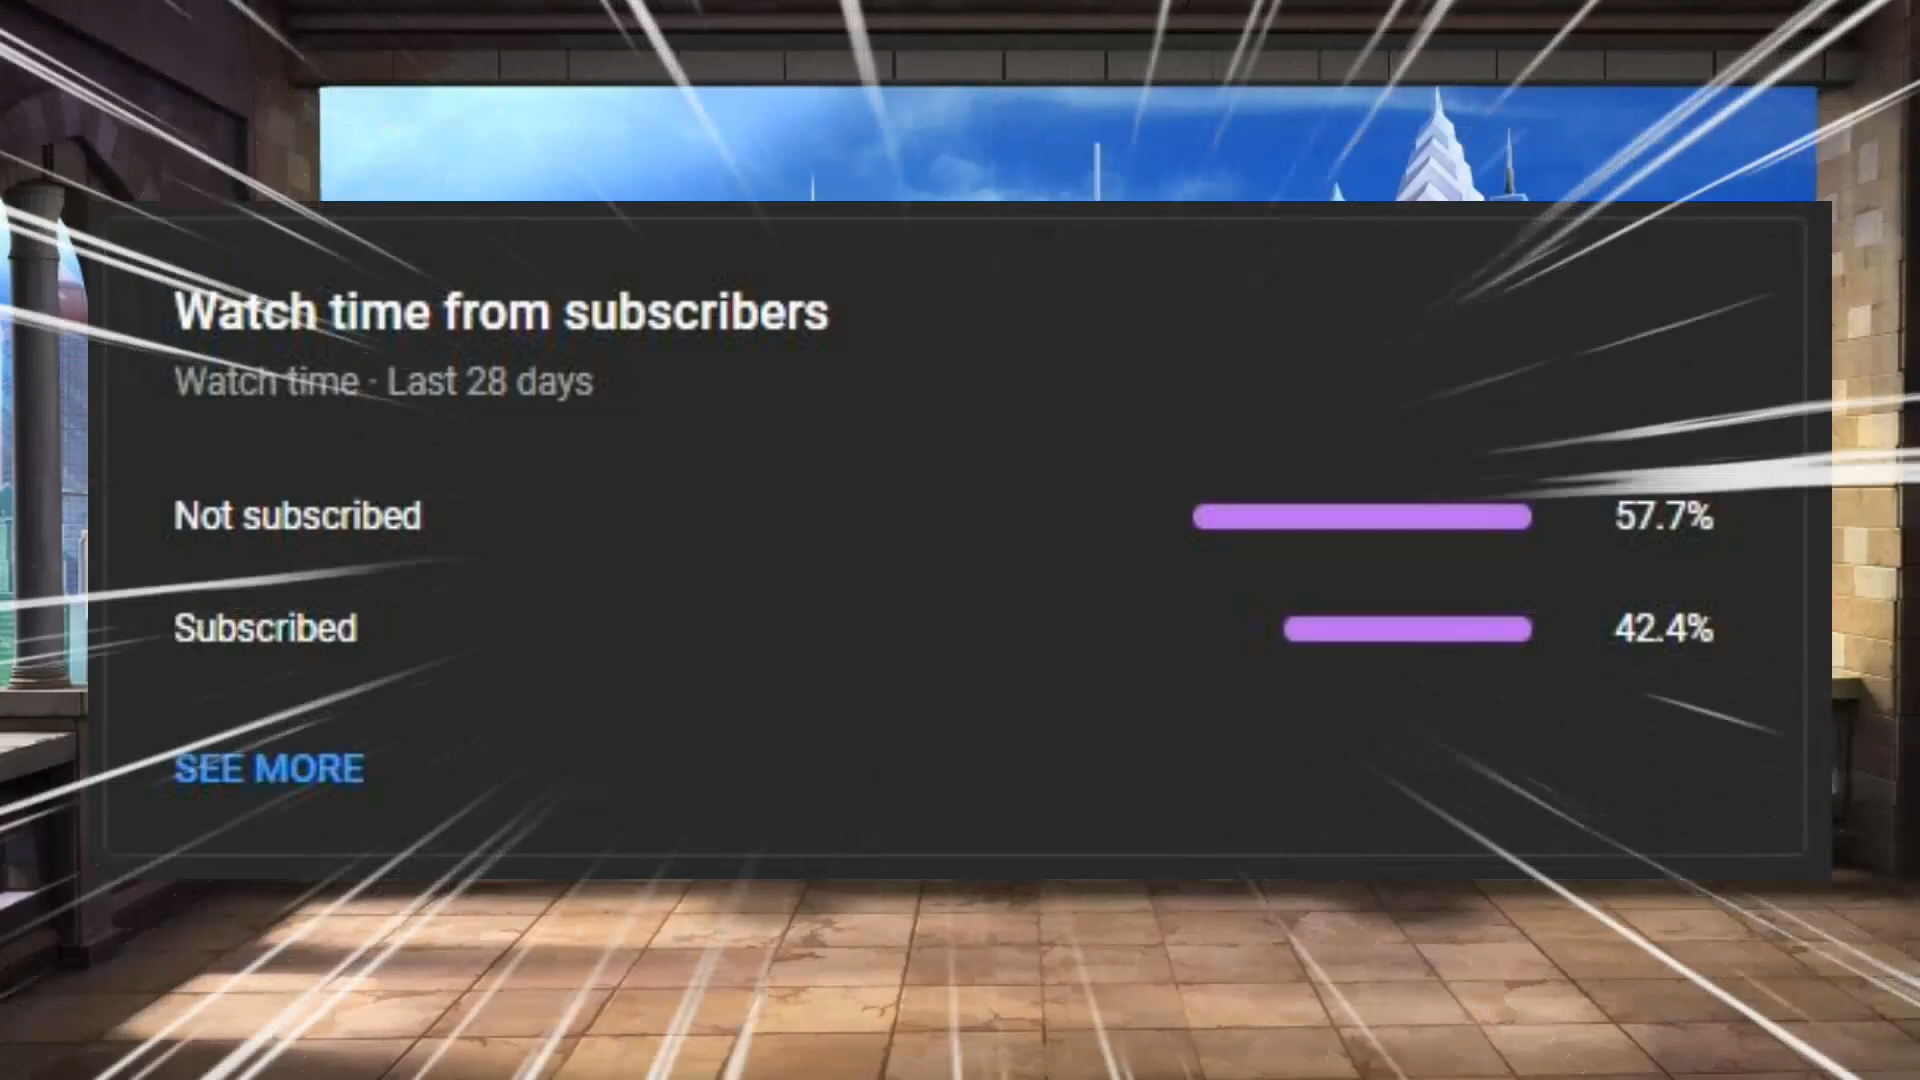 Watch time from subscribers
Watch time · Last 28 days
Not subscribed 57.7%
Subscribed 42.4%
SEE MORE